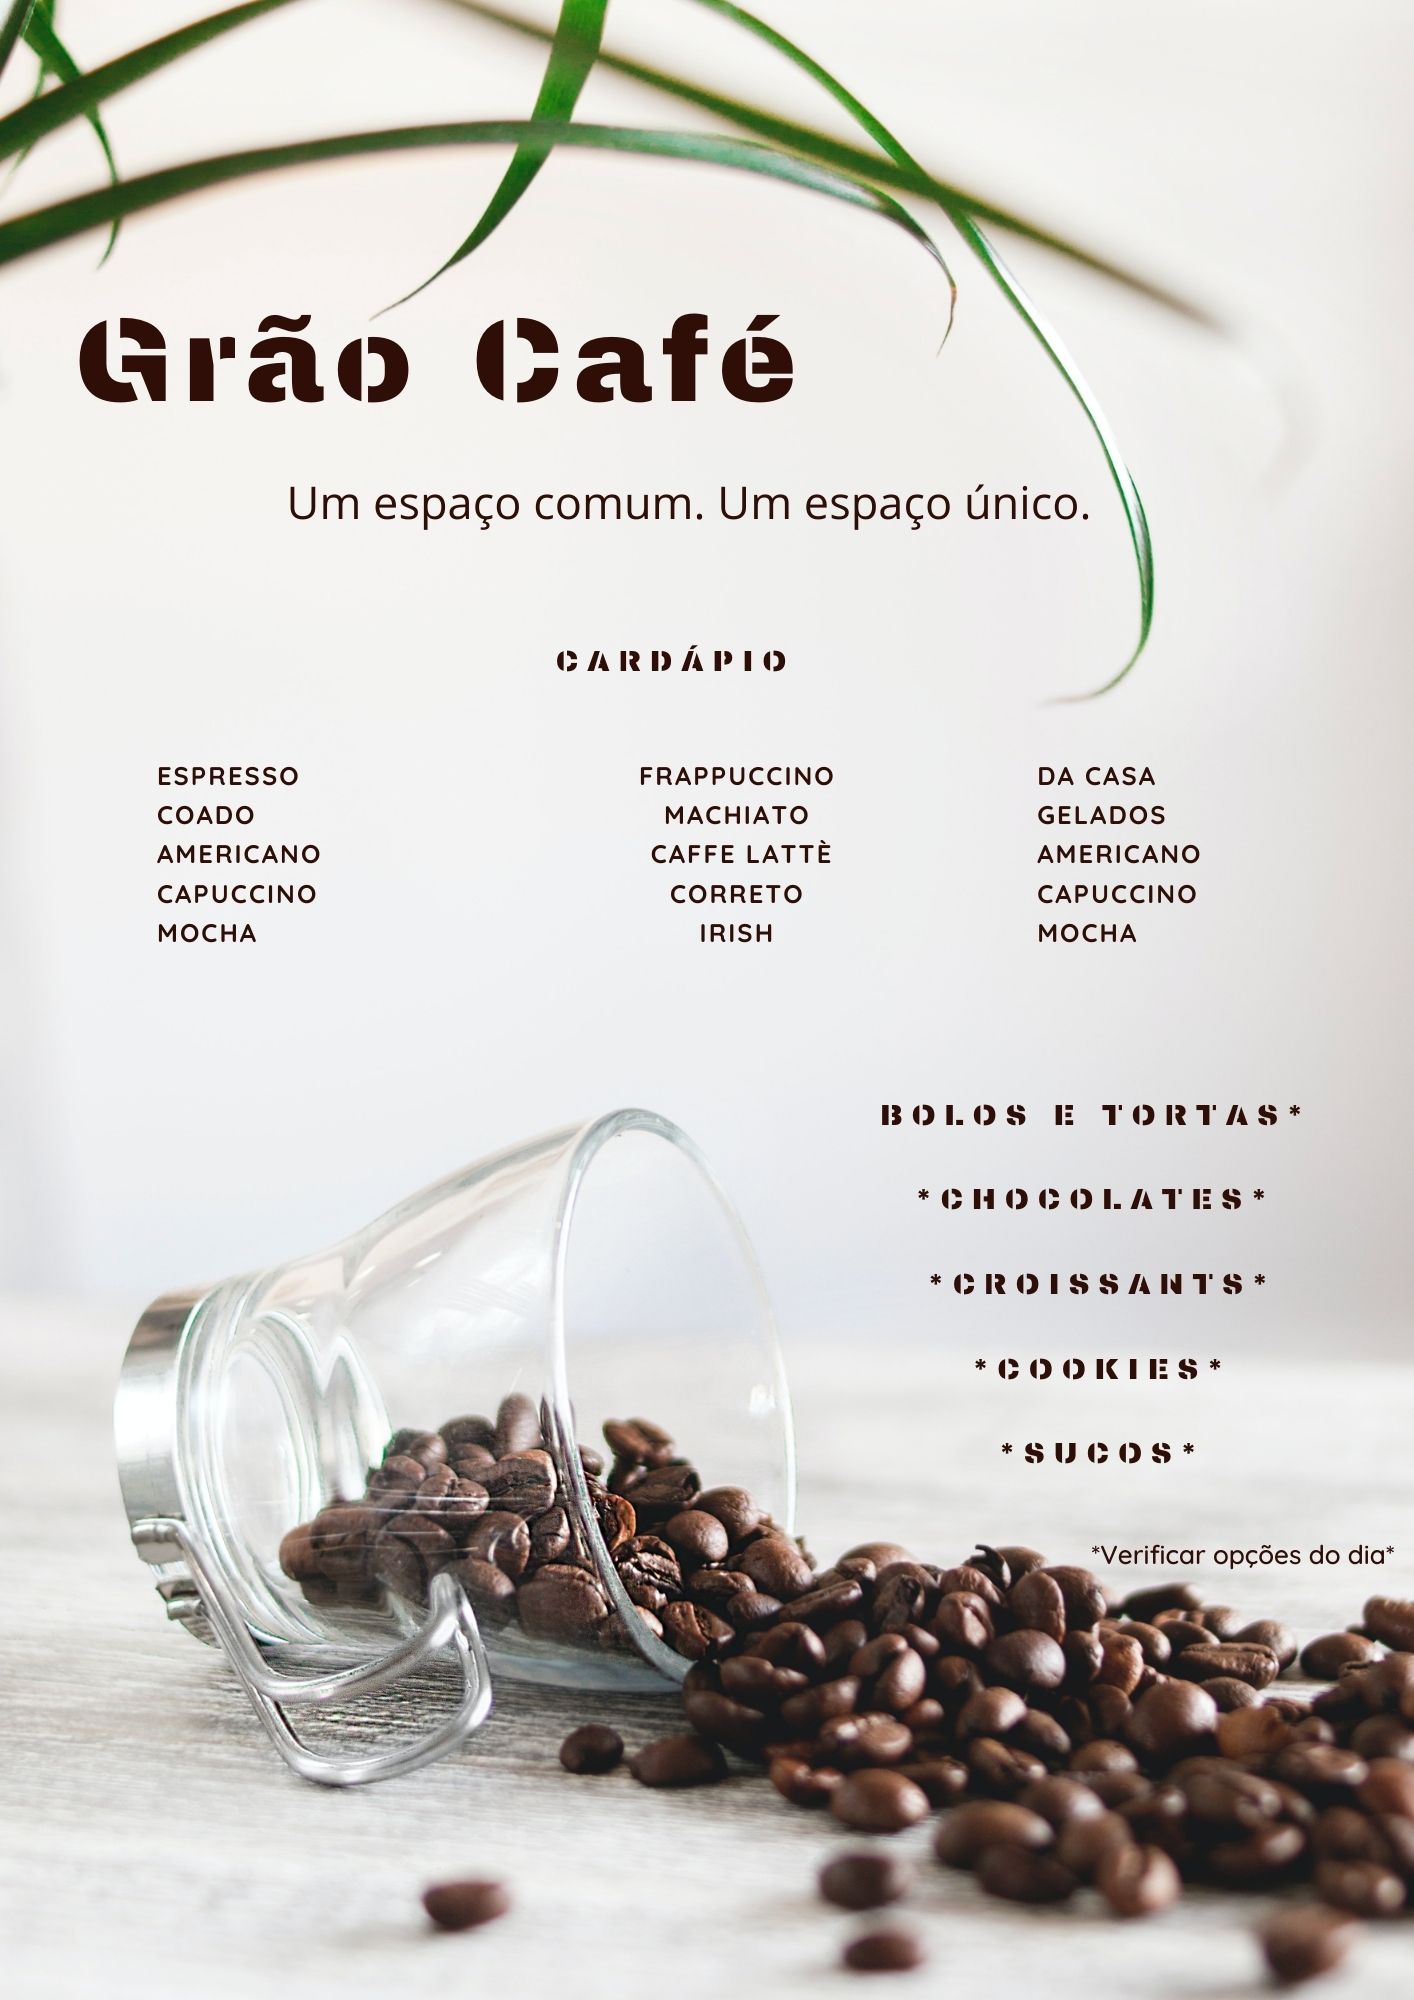 Grão Café
Um espaço comum. Um espaço único.
CARDÁPIO
ESPRESSO
COADO
AMERICANO
CAPUCCINO
MOCHA
FRAPPUCCINO
MACHIATO
CAFFE LATTÈ
CORRETO
IRISH
DA CASA
GELADOS
AMERICANO
CAPUCCINO
MOCHA
BOLOS E TORTAS*
*CHOCOLATES*
*CROISSANTS*
*COOKIES*
*SUCOS*
*Verificar opções do dia*